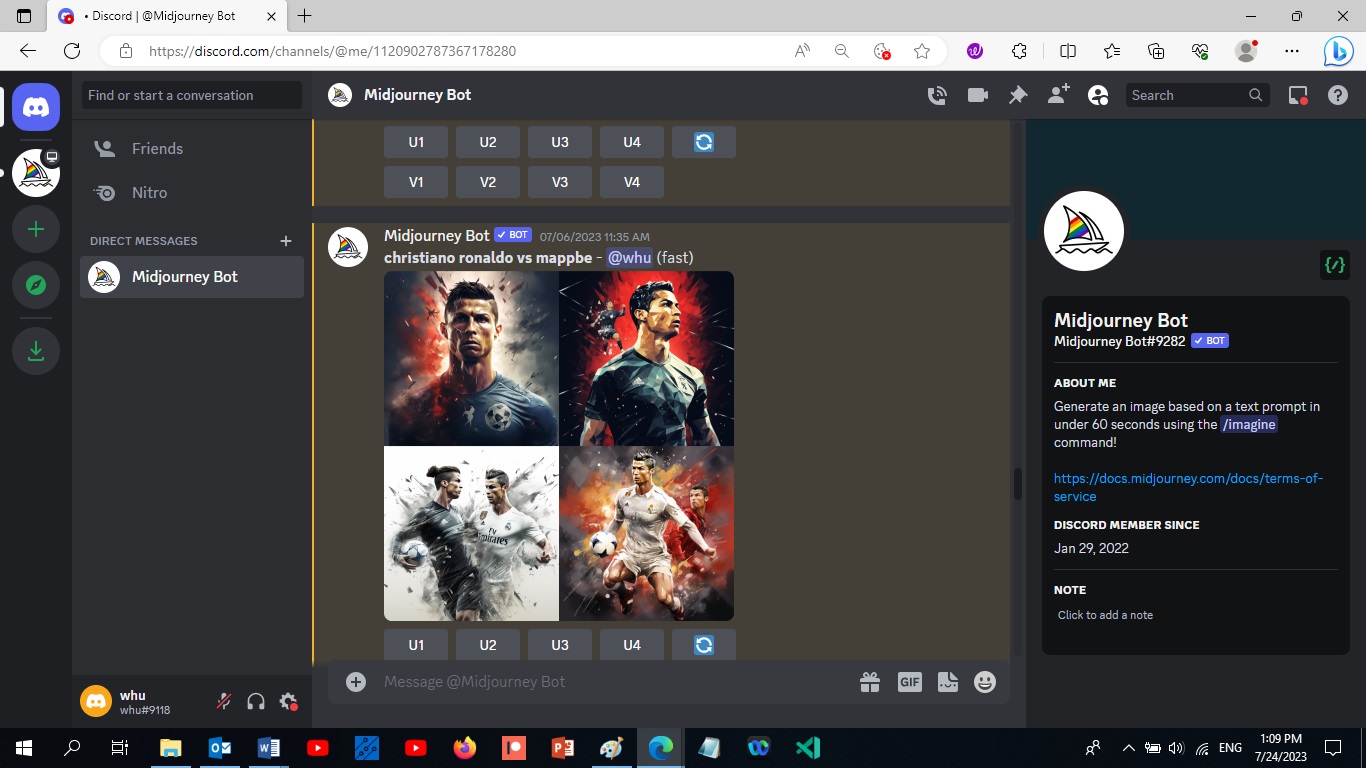 • Discord | @Midjourney Bot
https://discord.com/channels/@me/1120902787367178280
Find or start a conversation
Midjourney Bot
Search
Friends
Nitro
DIRECT MESSAGES
Midjourney Bot
U1 U2 U3 U4
V1 V2 V3 V4
Midjourney Bot BOT 07/06/2023 11:35 AM
christiano ronaldo vs mappbe - @whu (fast)
Fly
Emirates
U1 U2 U3 U4
Message @Midjourney Bot
GIF
Midjourney Bot
Midjourney Bot#9282 BOT
ABOUT ME
Generate an image based on a text prompt in
under 60 seconds using the /imagine
command!
https://docs.midjourney.com/docs/terms-of-
service
DISCORD MEMBER SINCE
Jan 29, 2022
NOTE
Click to add a note
whu
whu#9118
ENG
1:09 PM
7/24/2023